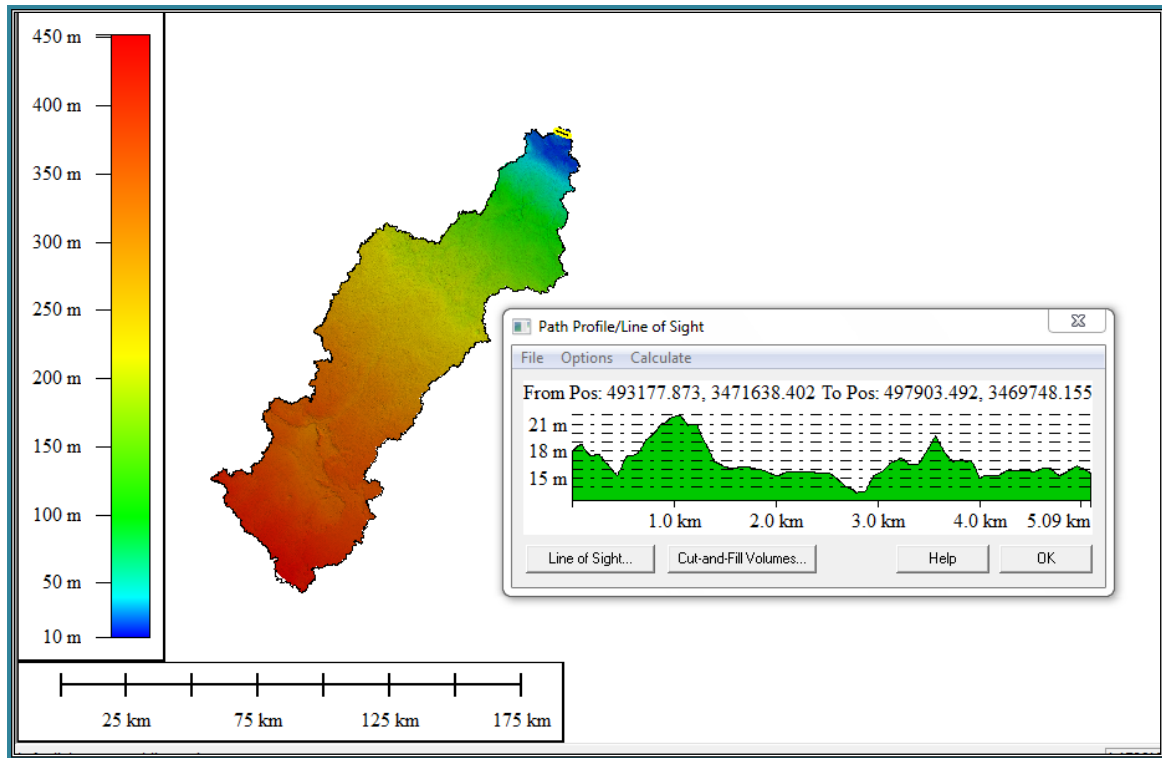 450 m
400 m
350 m
300 m
250 m
200 m
150 m
100 m
50 m
10 m
25 km 75 km 125 km 175 km
Path Profile/Line of Sight
File Options Calculate
From Pos: 493177.873, 3471638.402 To Pos: 497903.492, 3469748.155
21 m
18 m
15 m
1.0 km 2.0 km 3.0 km 4.0 km 5.09 km
Line of Sight... Cut-and-Fill Volumes... Help OK